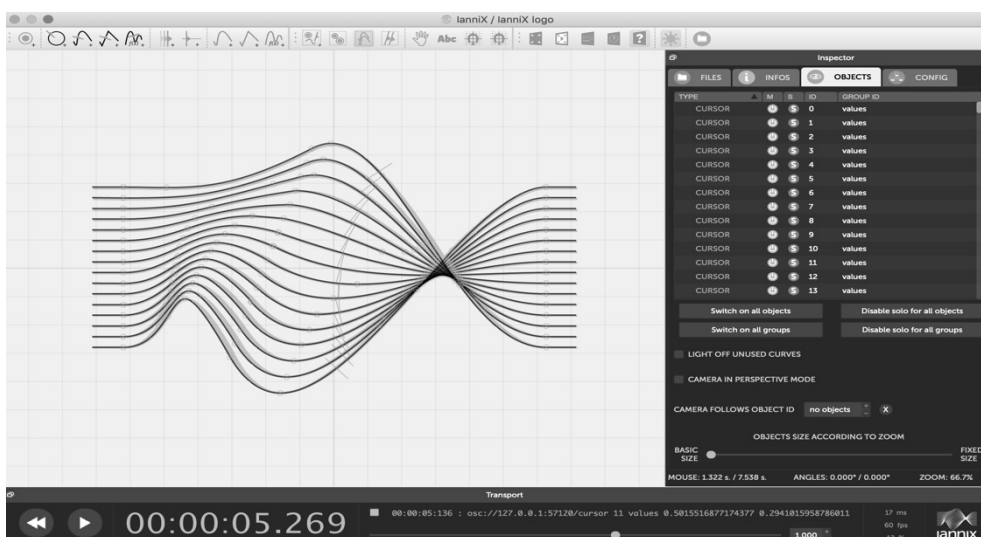 IanniX / IanniX logo
Abc
?
Inspector
FILES INFOS OBJECTS CONFIG
TYPE M S ID GROUP ID
CURSOR S 0 values
CURSOR S 1 values
CURSOR S 2 values
CURSOR S 3 values
CURSOR S 4 values
CURSOR S 5 values
CURSOR S 6 values
CURSOR S 7 values
CURSOR S 8 values
CURSOR S 9 values
CURSOR S 10 values
CURSOR S 11 values
CURSOR S 12 values
CURSOR S 13 values
Switch on all objects Disable solo for all objects
Switch on all groups Disable solo for all groups
LIGHT OFF UNUSED CURVES
CAMERA IN PERSPECTIVE MODE
CAMERA FOLLOWS OBJECT ID no objects X
OBJECTS SIZE ACCORDING TO ZOOM
BASIC SIZE FIXED SIZE
MOUSE: 1.322 s. / 7.538 s. ANGLES: 0.000° / 0.000° ZOOM: 66.7%
Transport
00:00:05.269
00:00:05:136 : osc://127.0.0.1:57120/cursor 11 values 0.5015516877174377 0.2941015958786011
1.000
17 ms
60 fps
iannix